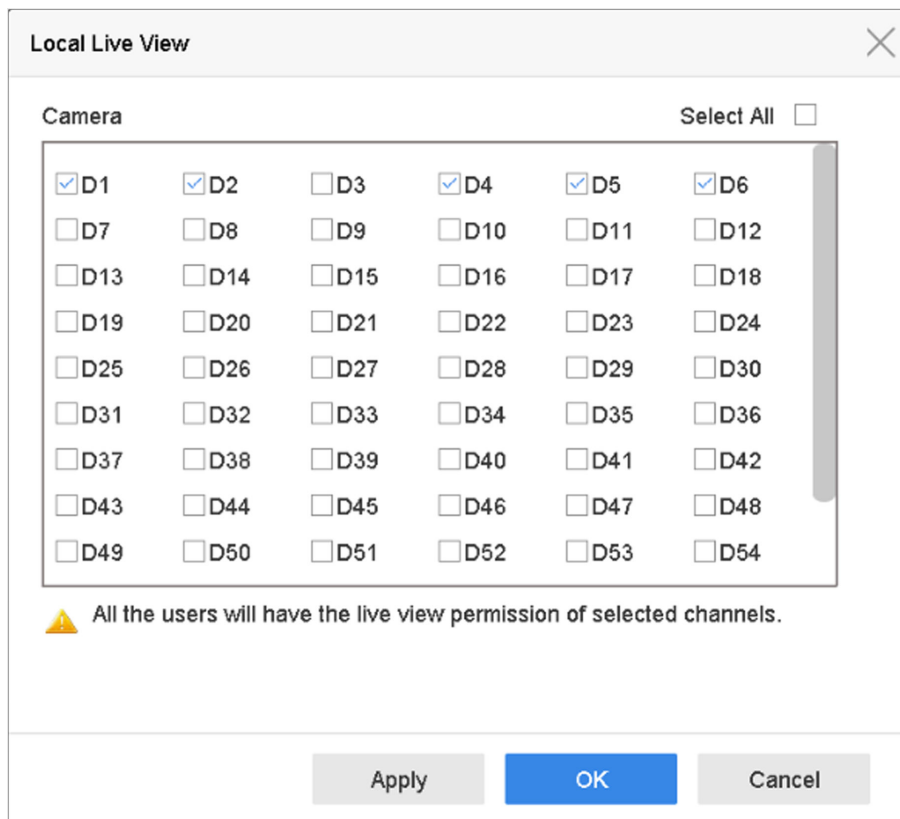 Local Live View
Camera Select All
D1 D2 D3 D4 D5 D6
D7 D8 D9 D10 D11 D12
D13 D14 D15 D16 D17 D18
D19 D20 D21 D22 D23 D24
D25 D26 D27 D28 D29 D30
D31 D32 D33 D34 D35 D36
D37 D38 D39 D40 D41 D42
D43 D44 D45 D46 D47 D48
D49 D50 D51 D52 D53 D54
All the users will have the live view permission of selected channels.
Apply OK Cancel